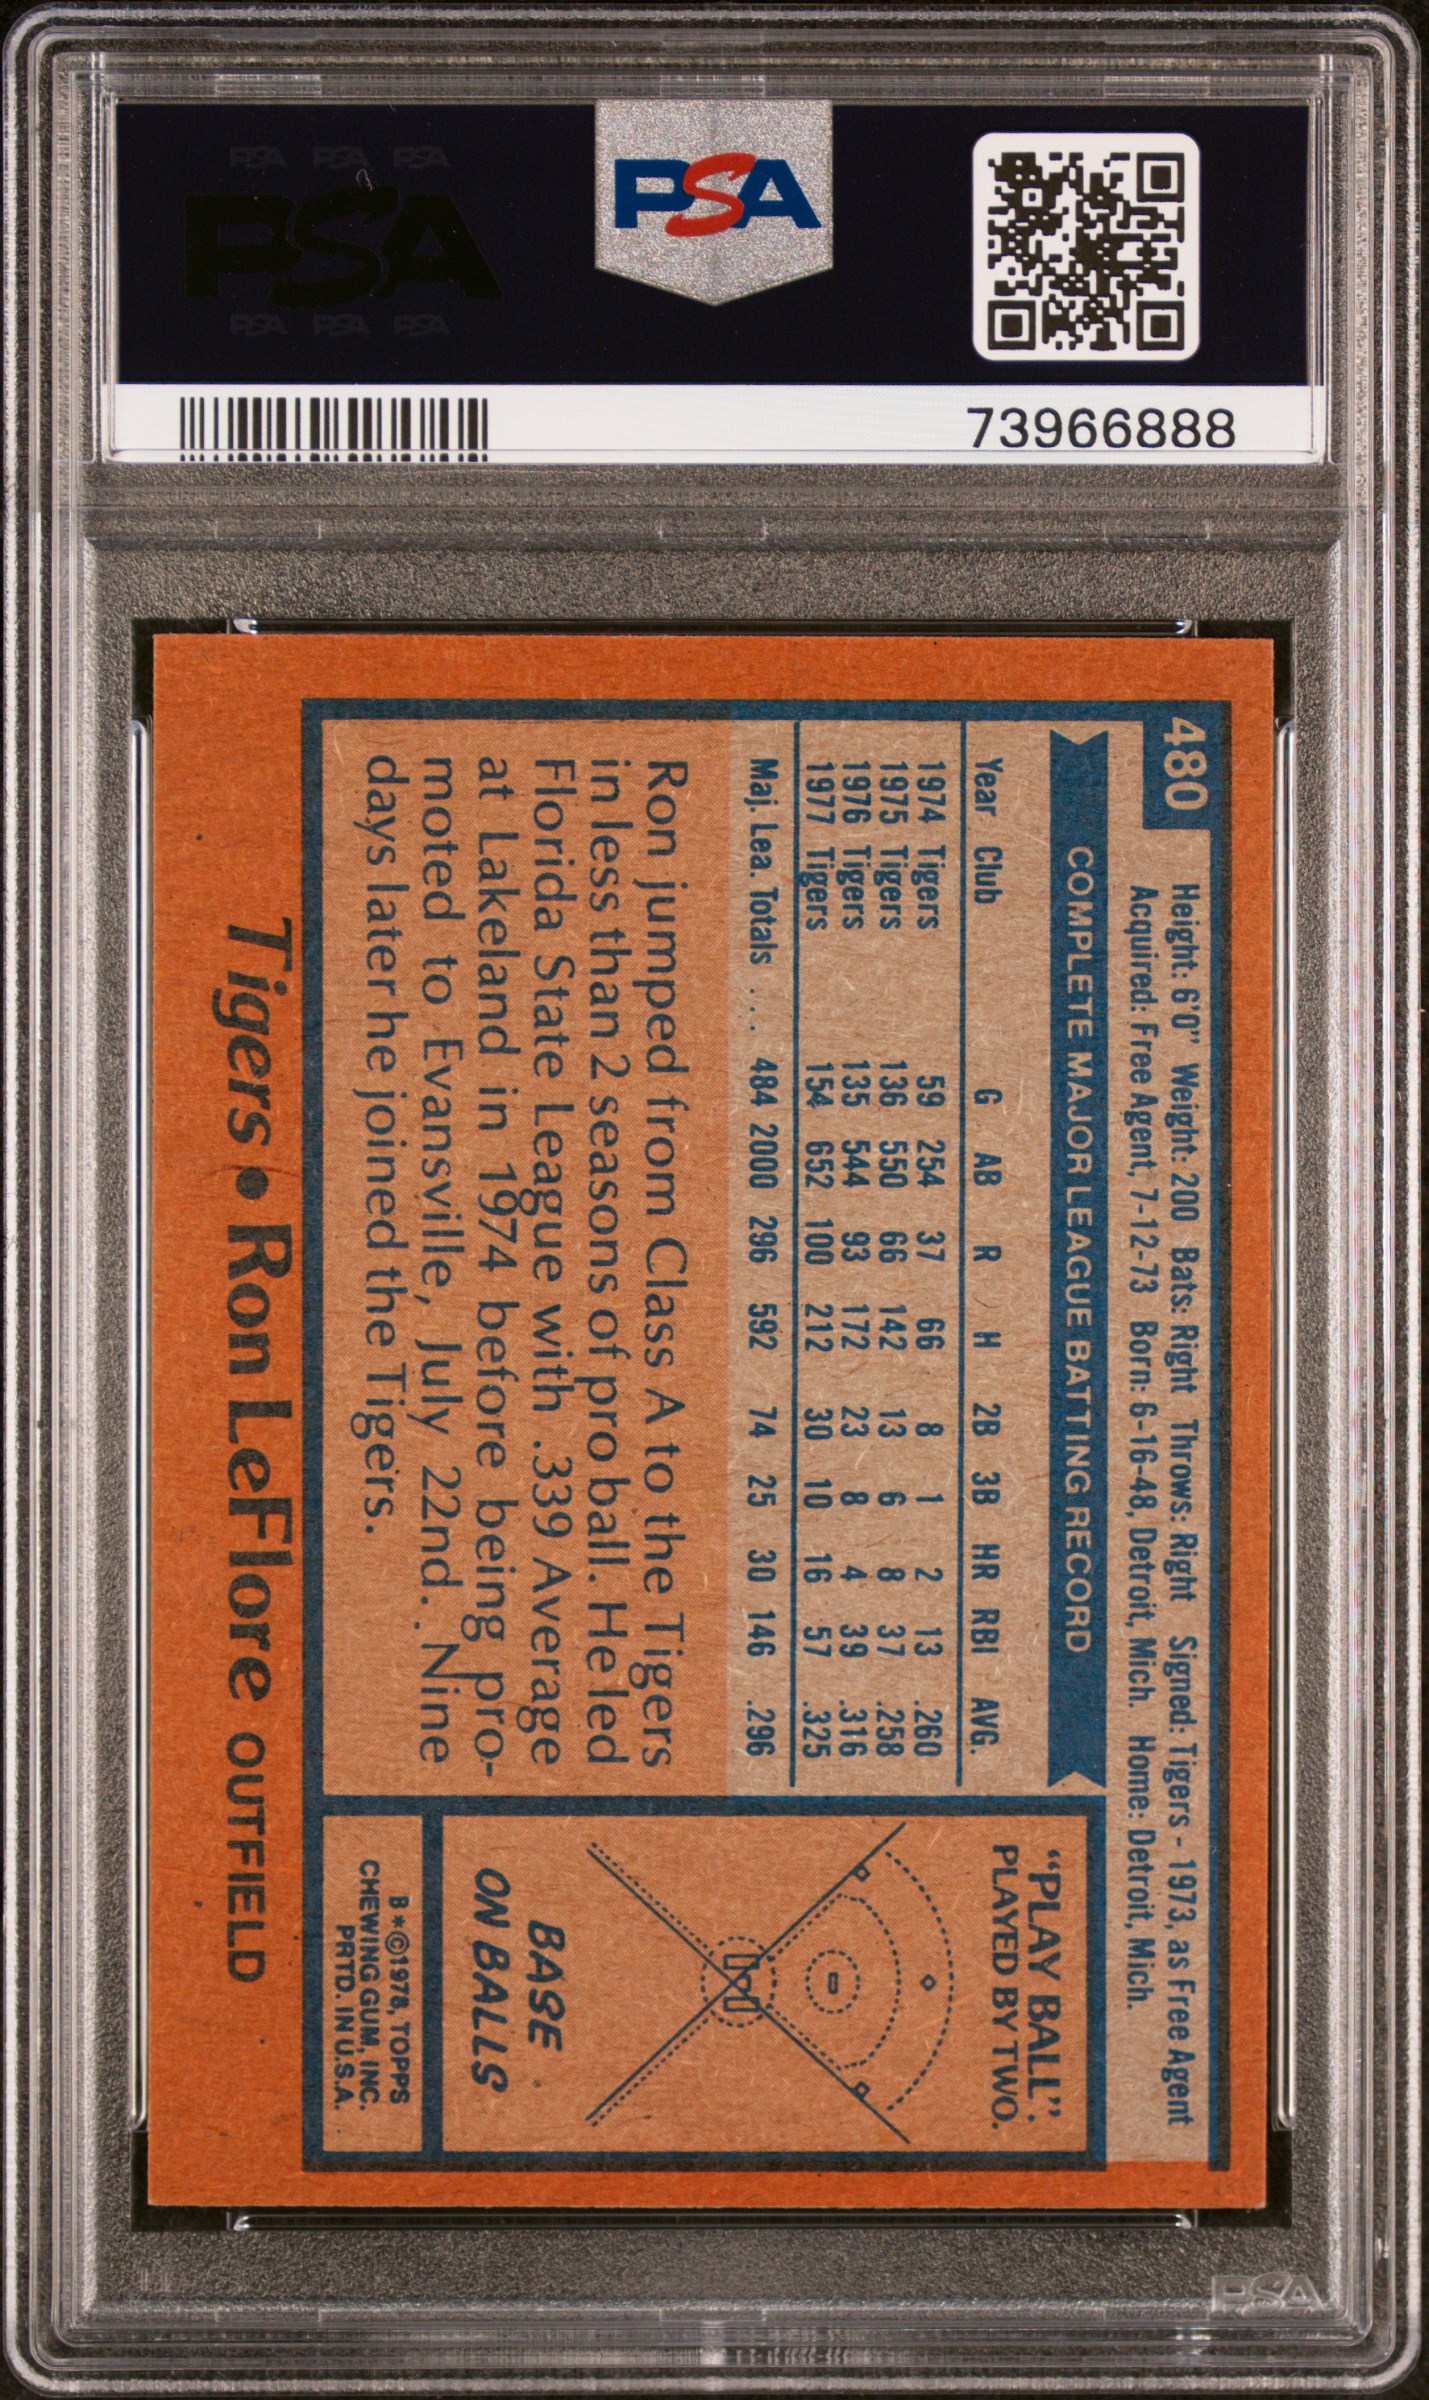 PSA PSA PSA
PSA
PSA PSA PSA
PSA
73966888
480
Height: 6'0" Weight: 200 Bats: Right Throws: Right Signed: Tigers - 1973, as Free Agent
Acquired: Free Agent, 7-12-73 Born: 6-16-48, Detroit, Mich. Home: Detroit, Mich.
COMPLETE MAJOR LEAGUE BATTING RECORD
Year Club G AB R H 2B 3B HR RBI AVG.
1974 Tigers 59 254 37 66 8 1 2 13 .260
1975 Tigers 136 550 66 142 13 6 8 37 .258
1976 Tigers 135 544 93 172 23 8 4 39 .316
1977 Tigers 154 652 100 212 30 10 16 57 .325
Maj. Lea. Totals ... 484 2000 296 592 74 25 30 146 .296
Ron jumped from Class A to the Tigers
in less than 2 seasons of pro ball. He led
Florida State League with .339 Average
at Lakeland in 1974 before being pro-
moted to Evansville, July 22nd. Nine
days later he joined the Tigers.
"PLAY BALL":
PLAYED BY TWO.
BASE
ON BALLS
B*©1978, TOPPS
CHEWING GUM, INC.
PRTD. IN U.S.A.
Tigers • Ron LeFlore OUTFIELD
PSA